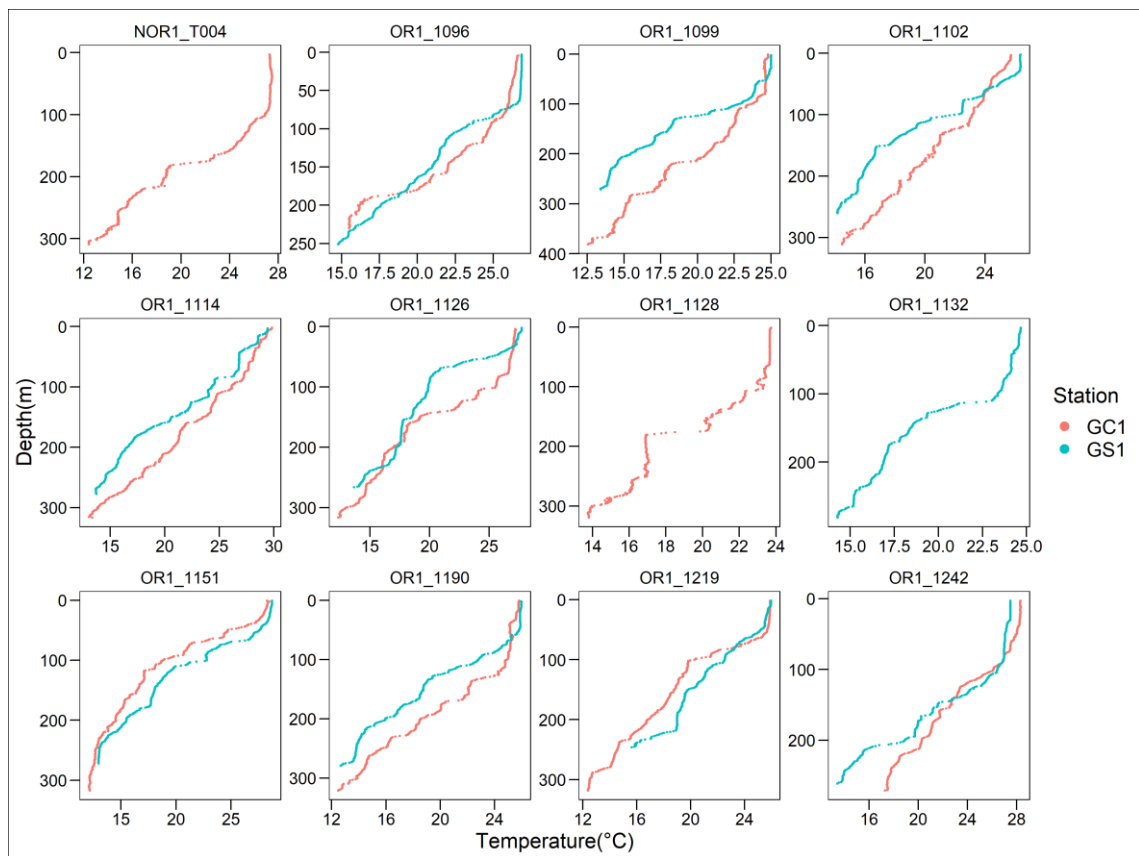 NOR1_T004 OR1_1096 OR1_1099 OR1_1102
0 100 200 300
12 16 20 24 28
0 50 100 150 200 250
15.0 17.5 20.0 22.5 25.0
0 100 200 300 400
12.5 15.0 17.5 20.0 22.5 25.0
0 100 200 300
16 20 24
OR1_1114 OR1_1126 OR1_1128 OR1_1132
0 100 200 300
15 20 25 30
0 100 200 300
15 20 25
0 100 200 300
14 16 18 20 22 24
0 100 200
15.0 17.5 20.0 22.5 25.0
OR1_1151 OR1_1190 OR1_1219 OR1_1242
0 100 200 300
15 20 25
0 100 200 300
12 16 20 24
0 100 200 300
16 20 24
0 100 200
16 20 24 28
Depth(m)
Temperature(°C)
Station
GC1
GS1